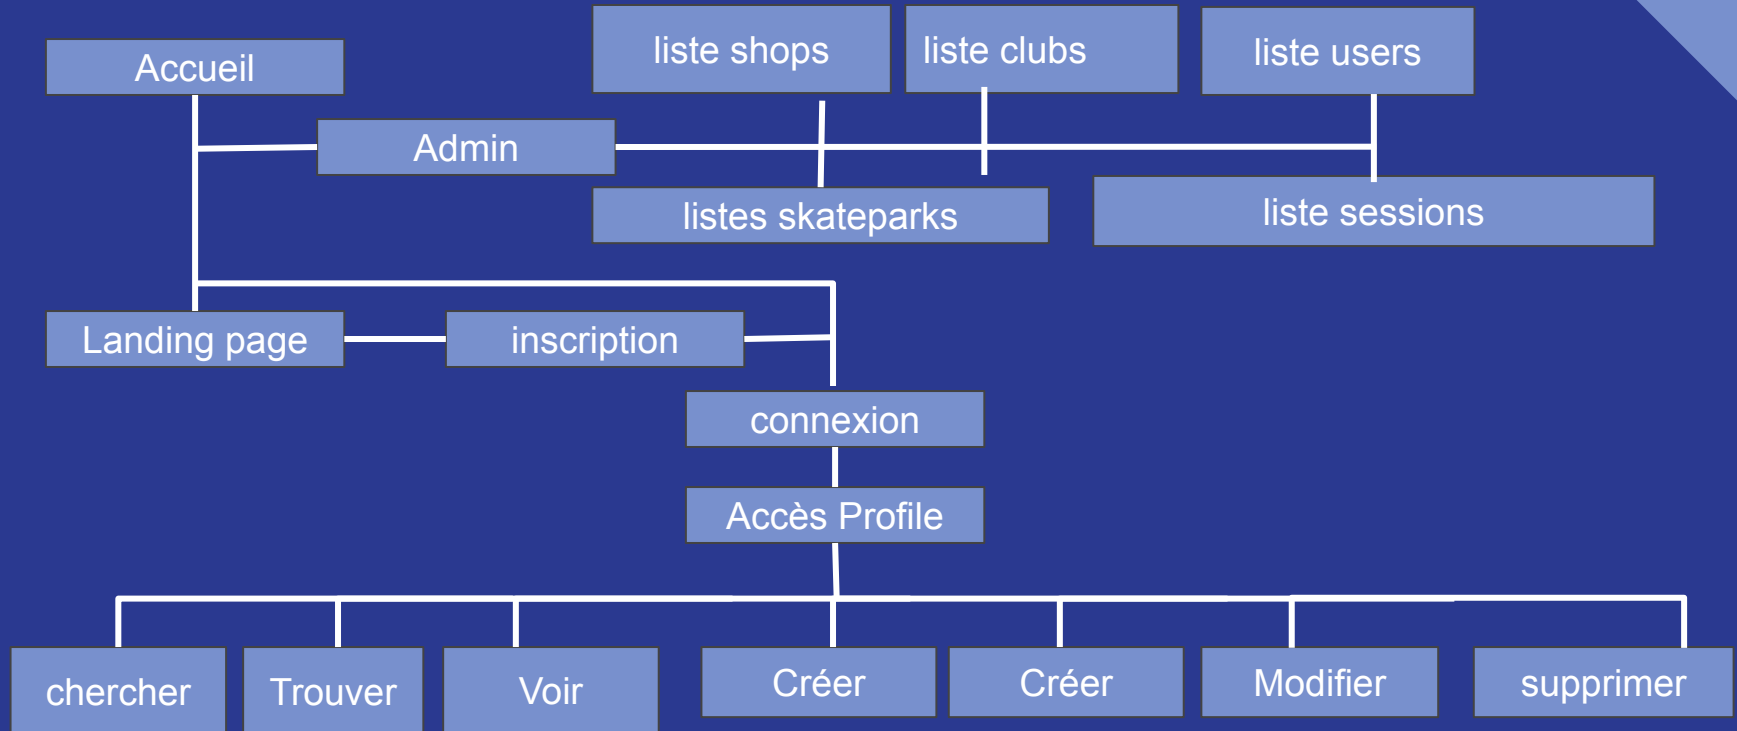 liste shops
liste clubs
liste users
Accueil
Admin
listes skateparks
liste sessions
Landing page
inscription
connexion
Accès Profile
chercher
Trouver
Voir
Créer
Créer
Modifier
supprimer